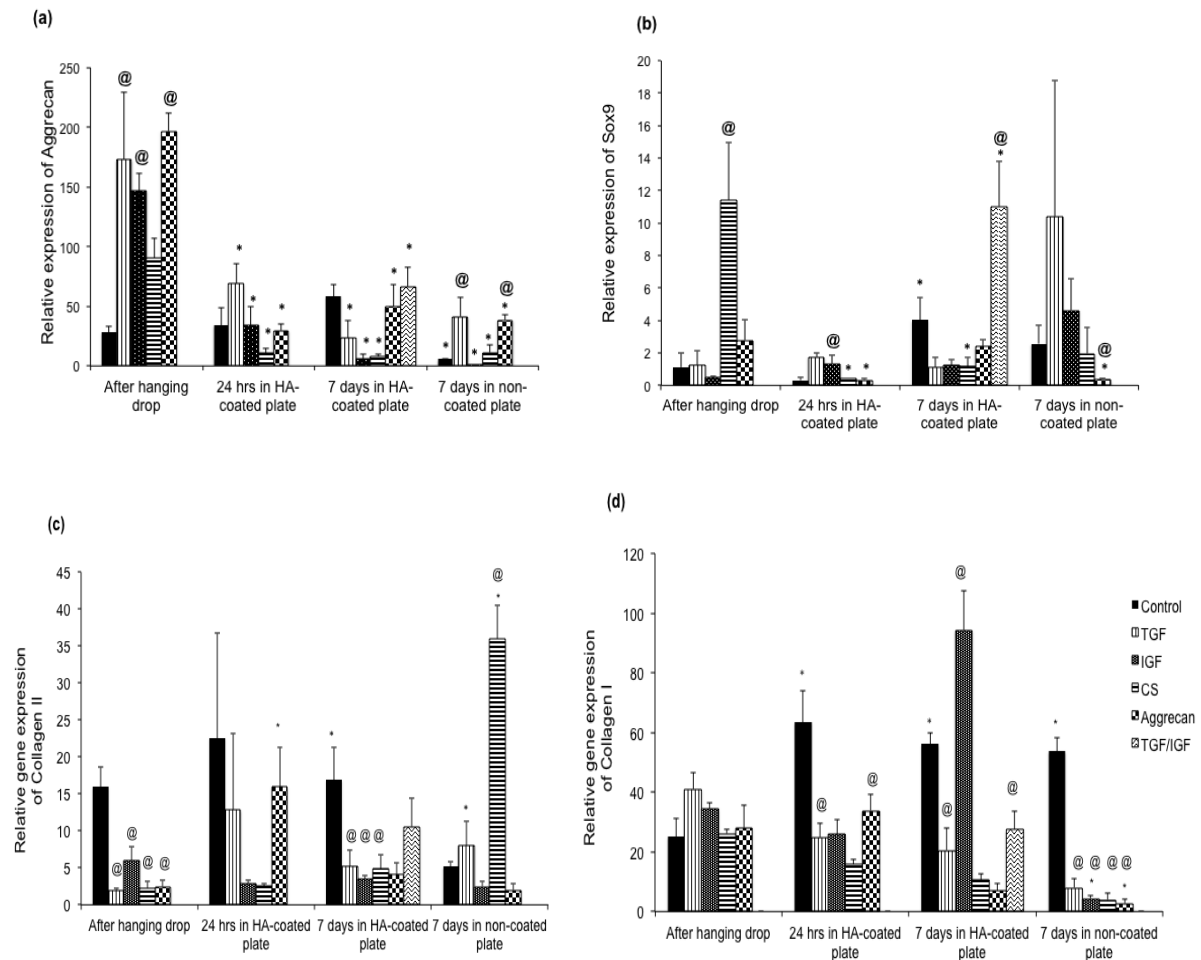 (a)
Relative expression of Aggrecan
250
200
150
100
50
0
@
@
@
*
*
*
*
*
*
*
*
*
*
@
*
@
*
After hanging
drop
24 hrs in HA-
coated plate
7 days in HA-
coated plate
7 days in non-
coated plate
(b)
Relative expression of Sox9
20
18
16
14
12
10
8
6
4
2
0
@
@
*
*
*
*
@
*
@
*
After hanging drop
24 hrs in HA-
coated plate
7 days in HA-
coated plate
7 days in non-
coated plate
(c)
Relative gene expression
of Collagen II
45
40
35
30
25
20
15
10
5
0
@
@
@
@
*
*
@
@
@
*
@
*
After hanging drop
24 hrs in HA-coated
plate
7 days in HA-coated
plate
7 days in non-coated
plate
(d)
Relative gene expression
of Collagen I
120
100
80
60
40
20
0
*
@
@
*
@
@
@
*
@
@
*
@
@
*
After hanging drop
24 hrs in HA-coated
plate
7 days in HA-coated
plate
7 days in non-coated
plate
Control
TGF
IGF
CS
Aggrecan
TGF/IGF